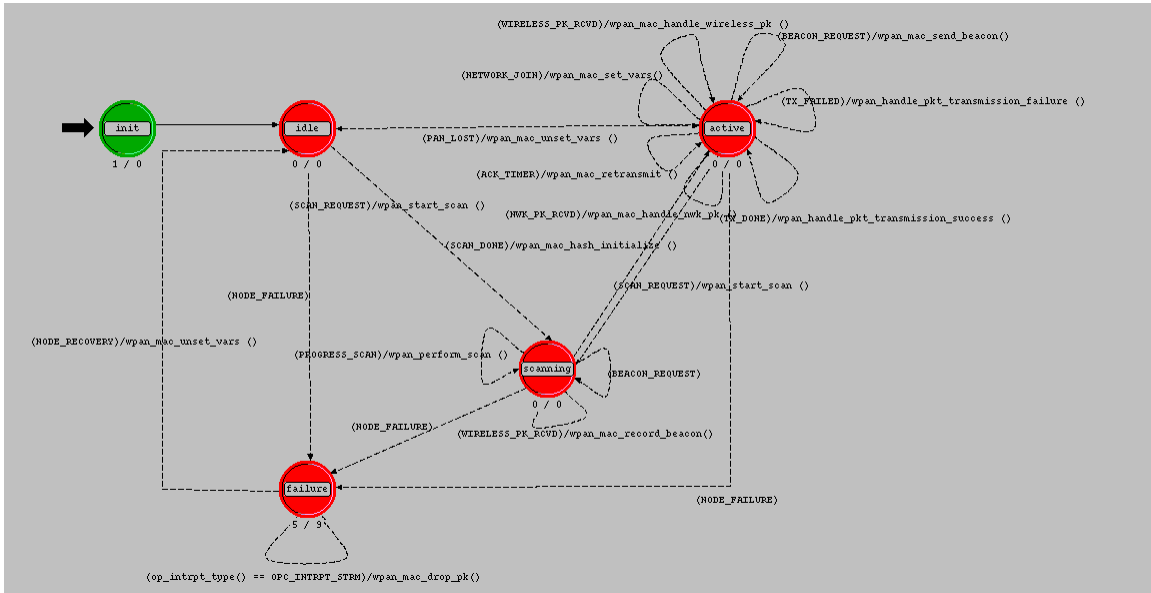 (WIRELESS_PK_RCVD)/wpan_mac_handle_wireless_pk ()
(BEACON_REQUEST)/wpan_mac_send_beacon()
(NETWORK_JOIN)/wpan_mac_set_vars()
(TX_FAILED)/wpan_handle_pkt_transmission_failure ()
init
idle
active
(PAN_LOST)/wpan_mac_unset_vars ()
1 / 0
0 / 0
0 / 0
(ACK_TIMER)/wpan_mac_retransmit ()
(SCAN_REQUEST)/wpan_start_scan ()
(NWK_PK_RCVD)/wpan_mac_handle_nwk_pk ()
(TX_DONE)/wpan_handle_pkt_transmission_success ()
(SCAN_DONE)/wpan_mac_hash_initialize ()
(SCAN_REQUEST)/wpan_start_scan ()
(NODE_FAILURE)
(NODE_RECOVERY)/wpan_mac_unset_vars ()
(PROGRESS_SCAN)/wpan_perform_scan ()
scanning
(BEACON_REQUEST)
0 / 0
(NODE_FAILURE)
(WIRELESS_PK_RCVD)/wpan_mac_record_beacon()
failure
(NODE_FAILURE)
5 / 9
(op_intrpt_type() == OPC_INTRPT_STRM)/wpan_mac_drop_pk()